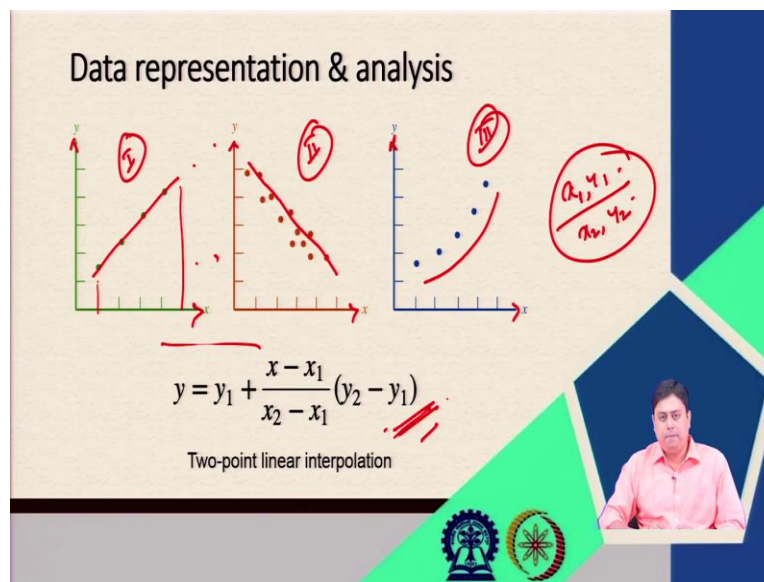 Data representation & analysis
y
I
x
y
II
x
y
III
x
x₁, y₁
x₂, y₂
y = y₁ + (x − x₁)/(x₂ − x₁) (y₂ − y₁)
Two-point linear interpolation